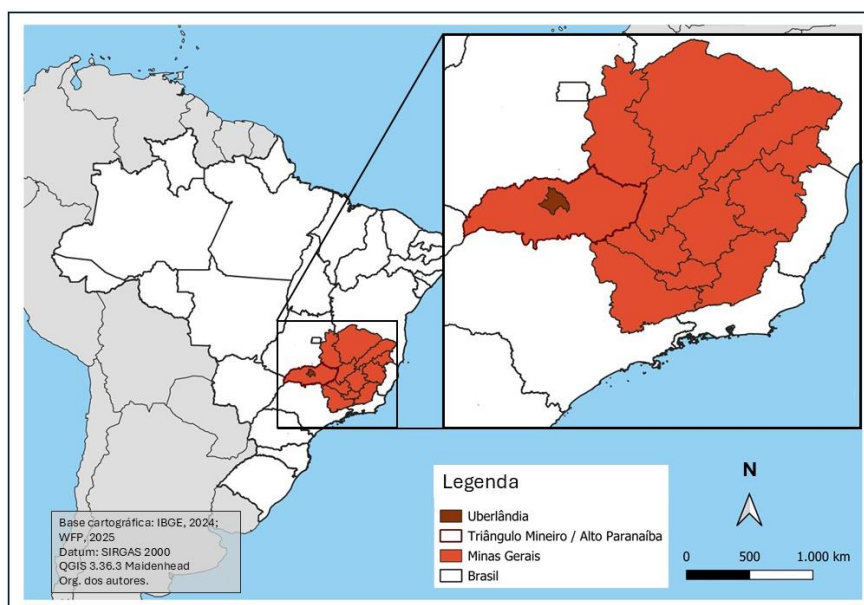 Legenda
Uberlândia
Triângulo Mineiro / Alto Paranaíba
Minas Gerais
Brasil
N
0 500 1.000 km
Base cartográfica: IBGE, 2024;
WFP, 2025
Datum: SIRGAS 2000
QGIS 3.36.3 Maidenhead
Org. dos autores.